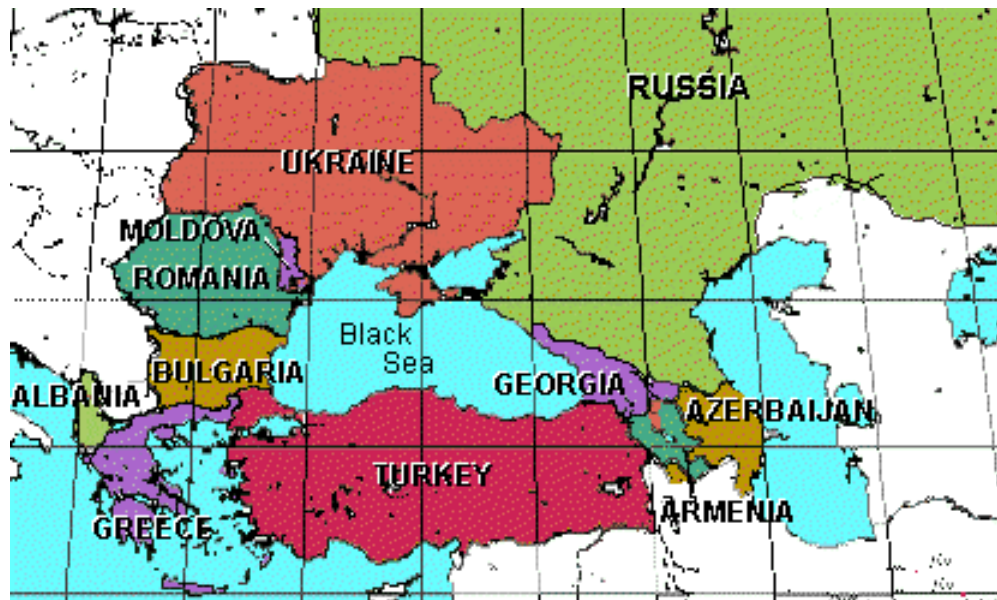 RUSSIA
UKRAINE
MOLDOVA
ROMANIA
Black
Sea
BULGARIA
GEORGIA
ALBANIA
AZERBAIJAN
TURKEY
ARMENIA
GREECE